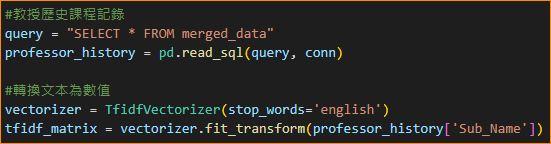 #教授歷史課程記錄
query = "SELECT * FROM merged_data"
professor_history = pd.read_sql(query, conn)
#轉換文本為數值
vectorizer = TfidfVectorizer(stop_words='english')
tfidf_matrix = vectorizer.fit_transform(professor_history['Sub_Name'])